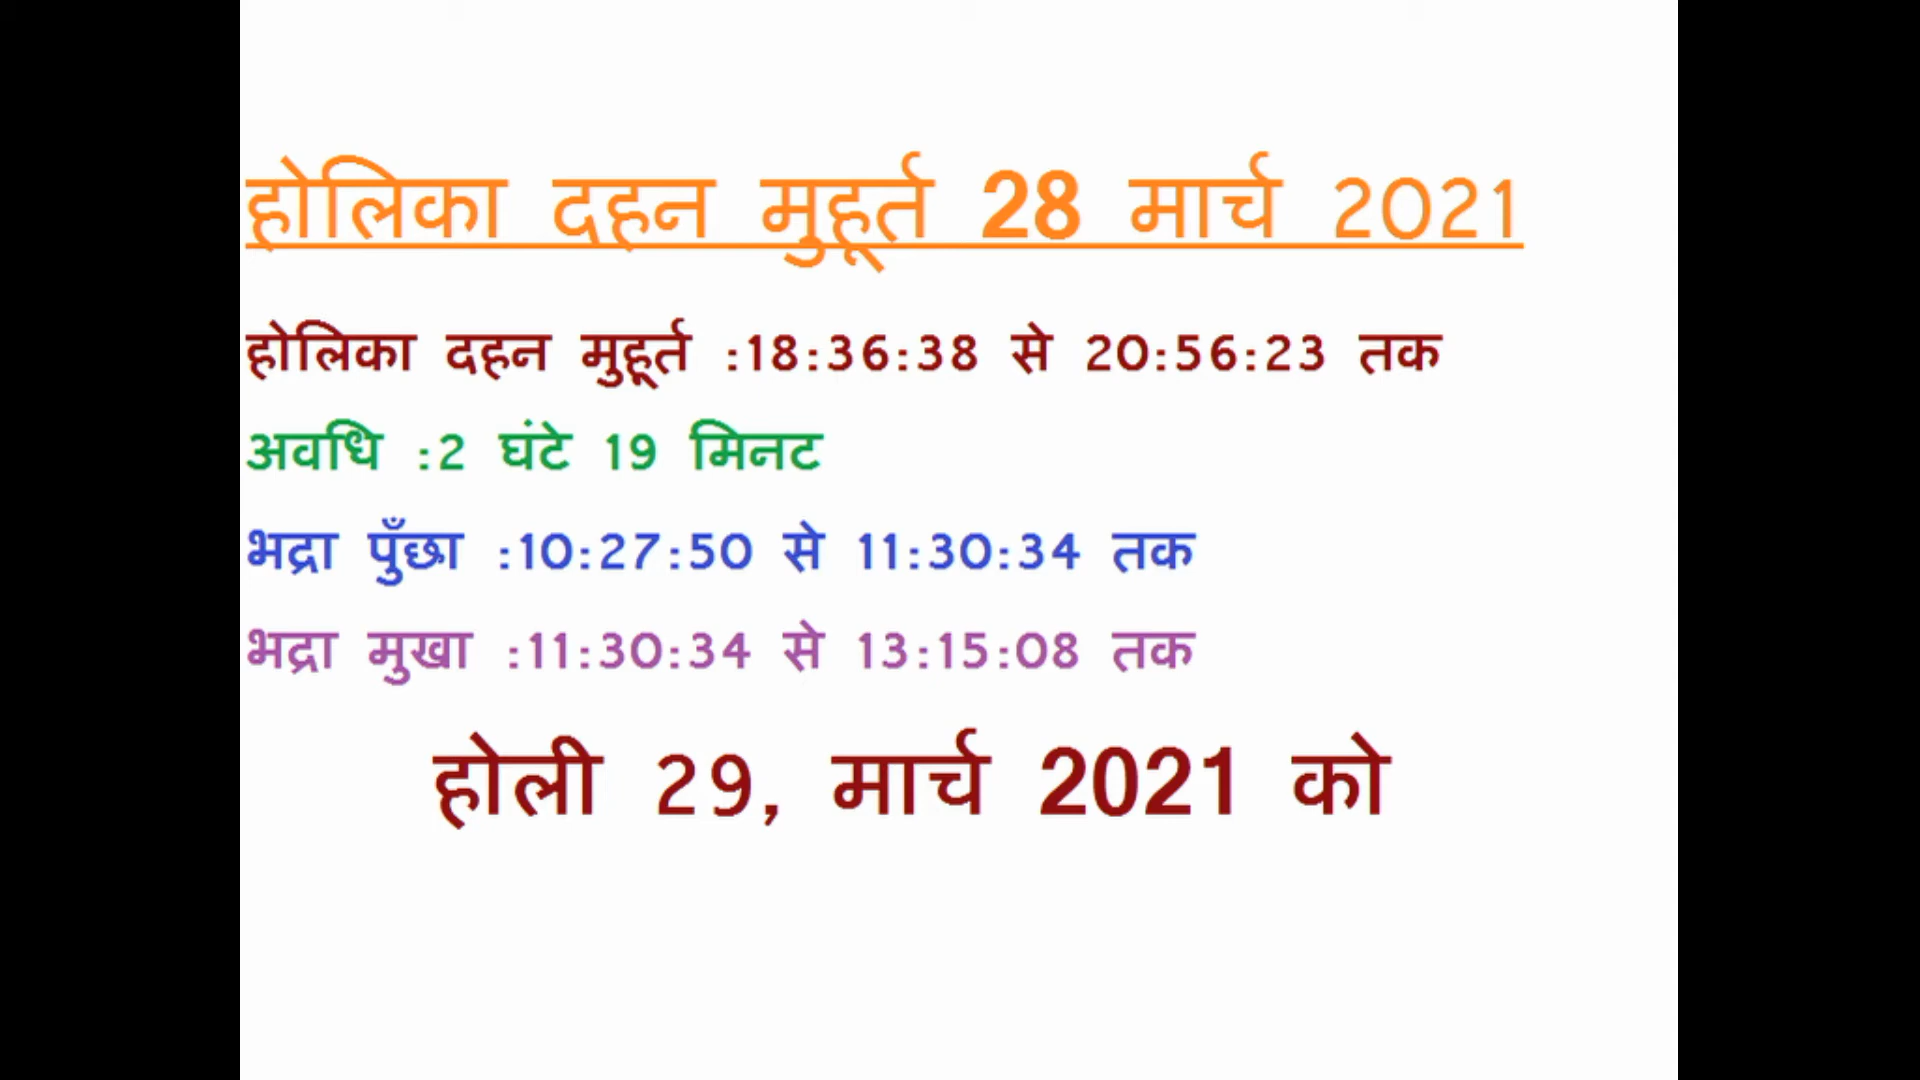 होलिका दहन मुहूर्त 28 मार्च 2021
होलिका दहन मुहूर्त :18:36:38 से 20:56:23 तक
अवधि :2 घंटे 19 मिनट
भद्रा पुँछा :10:27:50 से 11:30:34 तक
भद्रा मुखा :11:30:34 से 13:15:08 तक
होली 29, मार्च 2021 को